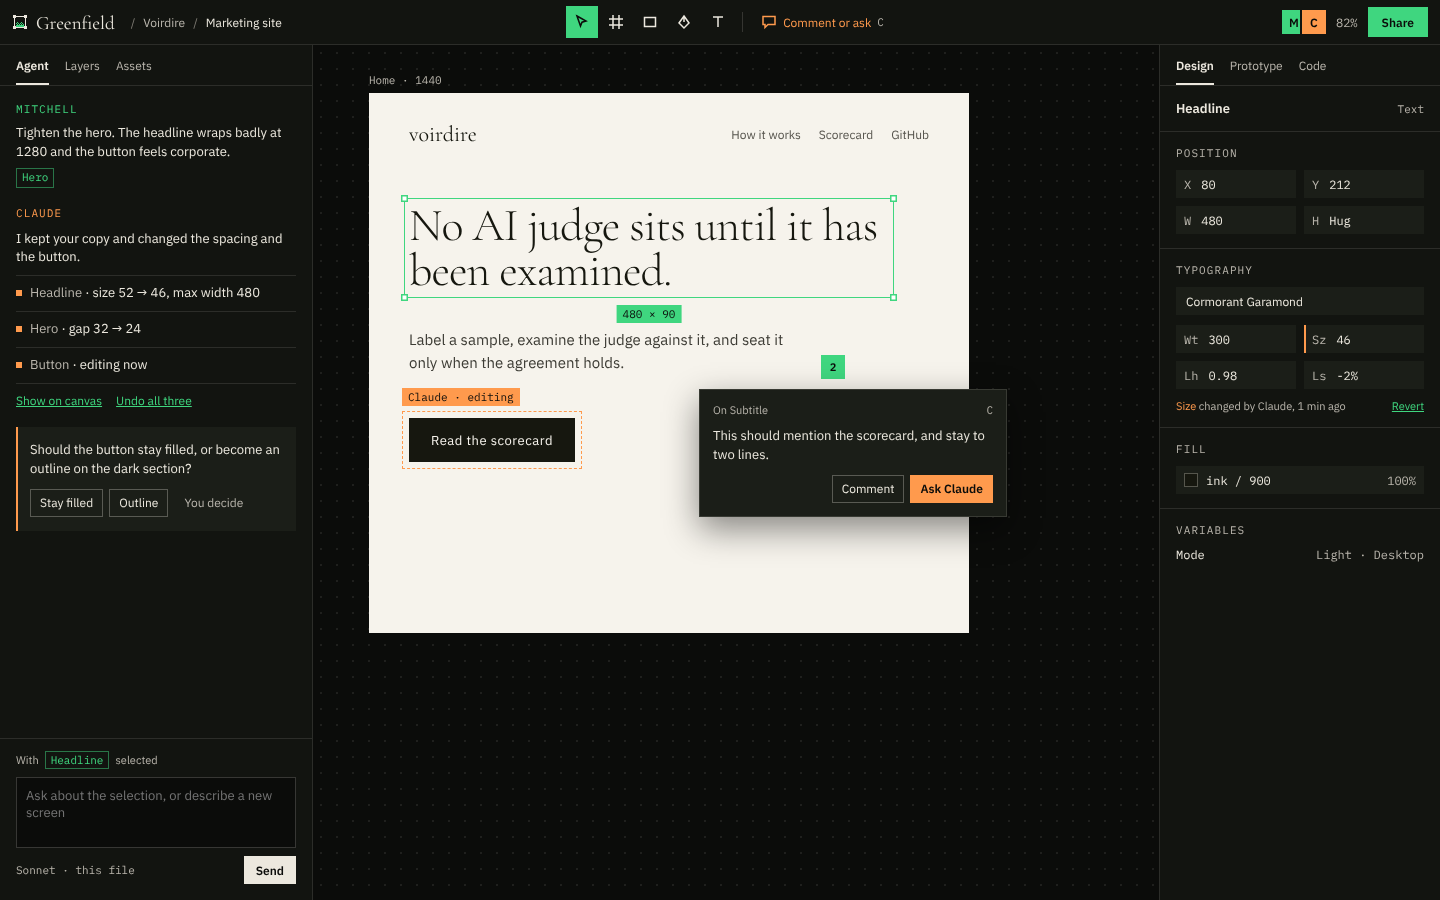 Greenfield / Voirdire / Marketing site
Comment or ask C
M C 82% Share
Agent Layers Assets
MITCHELL
Tighten the hero. The headline wraps badly at
1280 and the button feels corporate.
Hero
CLAUDE
I kept your copy and changed the spacing and
the button.
Headline · size 52 → 46, max width 480
Hero · gap 32 → 24
Button · editing now
Show on canvas Undo all three
Should the button stay filled, or become an
outline on the dark section?
Stay filled Outline You decide
With Headline selected
Ask about the selection, or describe a new
screen
Sonnet · this file Send
Home · 1440
voirdire How it works Scorecard GitHub
No AI judge sits until it has
been examined.
480 × 90
Label a sample, examine the judge against it, and seat it
only when the agreement holds.
2
Claude · editing
Read the scorecard
On Subtitle C
This should mention the scorecard, and stay to
two lines.
Comment Ask Claude
Design Prototype Code
Headline Text
POSITION
X 80 Y 212
W 480 H Hug
TYPOGRAPHY
Cormorant Garamond
Wt 300 Sz 46
Lh 0.98 Ls -2%
Size changed by Claude, 1 min ago Revert
FILL
ink / 900 100%
VARIABLES
Mode Light · Desktop